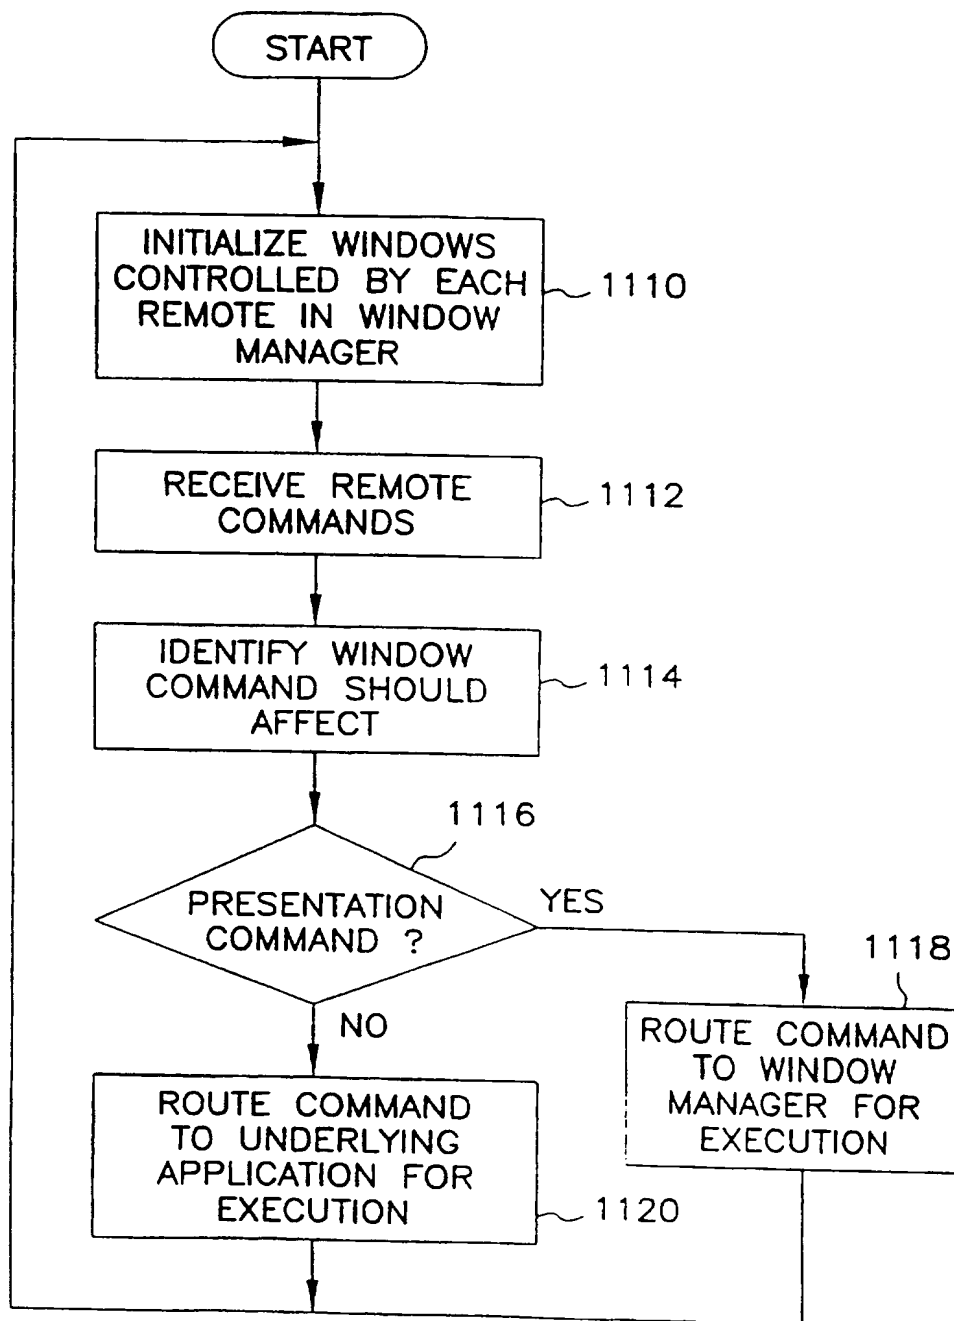 START
INITIALIZE WINDOWS
CONTROLLED BY EACH
REMOTE IN WINDOW
MANAGER
1110
RECEIVE REMOTE
COMMANDS
1112
IDENTIFY WINDOW
COMMAND SHOULD
AFFECT
1114
1116
PRESENTATION
COMMAND ?
YES
NO
1118
ROUTE COMMAND
TO WINDOW
MANAGER FOR
EXECUTION
ROUTE COMMAND
TO UNDERLYING
APPLICATION FOR
EXECUTION
1120